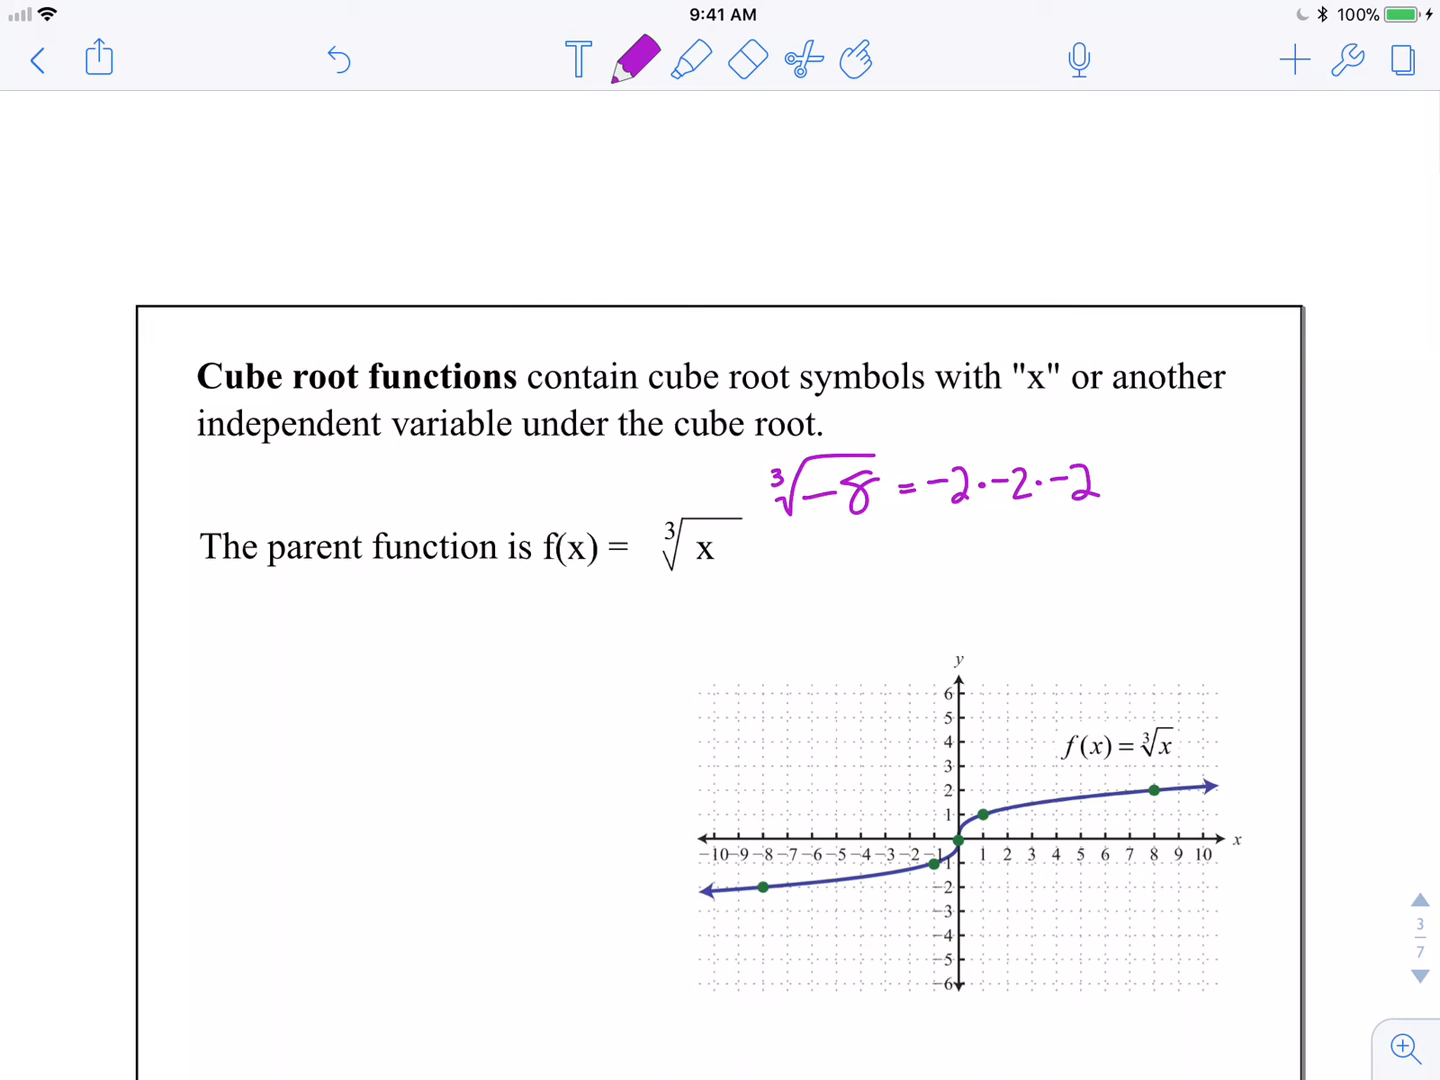 9:41 AM
100%
T
Cube root functions contain cube root symbols with "x" or another
independent variable under the cube root.
∛-8 = -2·-2·-2
The parent function is f(x) = ∛x
y
6
5
4
f(x) = ∛x
3
2
1
x
-10 -9 -8 -7 -6 -5 -4 -3 -2 -1 1 2 3 4 5 6 7 8 9 10
-1
-2
-3
-4
-5
-6
3
7